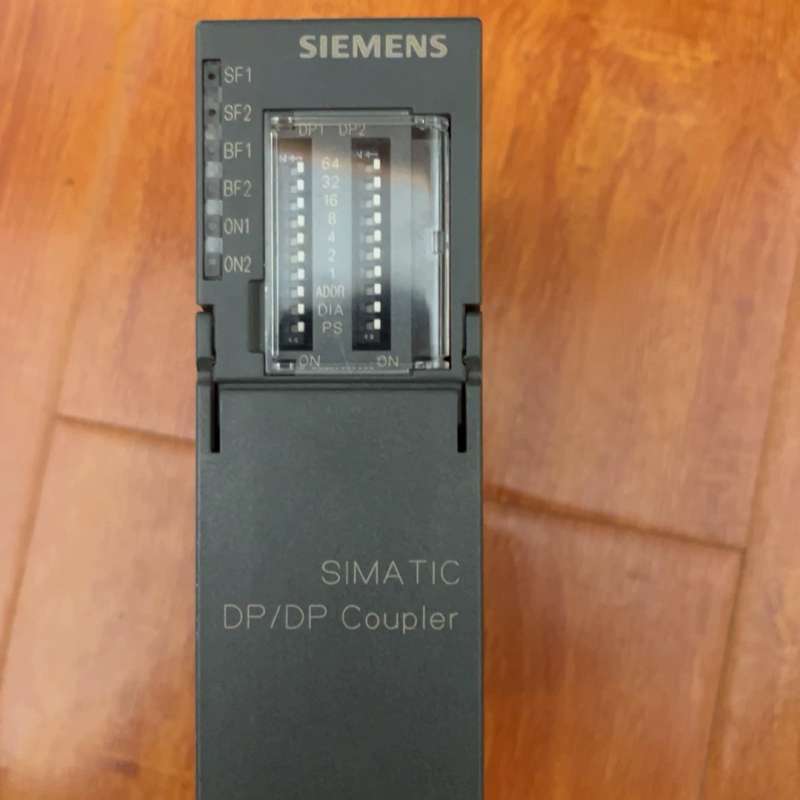 SIEMENS
SF1
SF2
BF1
BF2
ON1
ON2
DP1 DP2
64
32
16
8
4
2
1
ADDR
DIA
PS
ON ON
SIMATIC
DP/DP Coupler